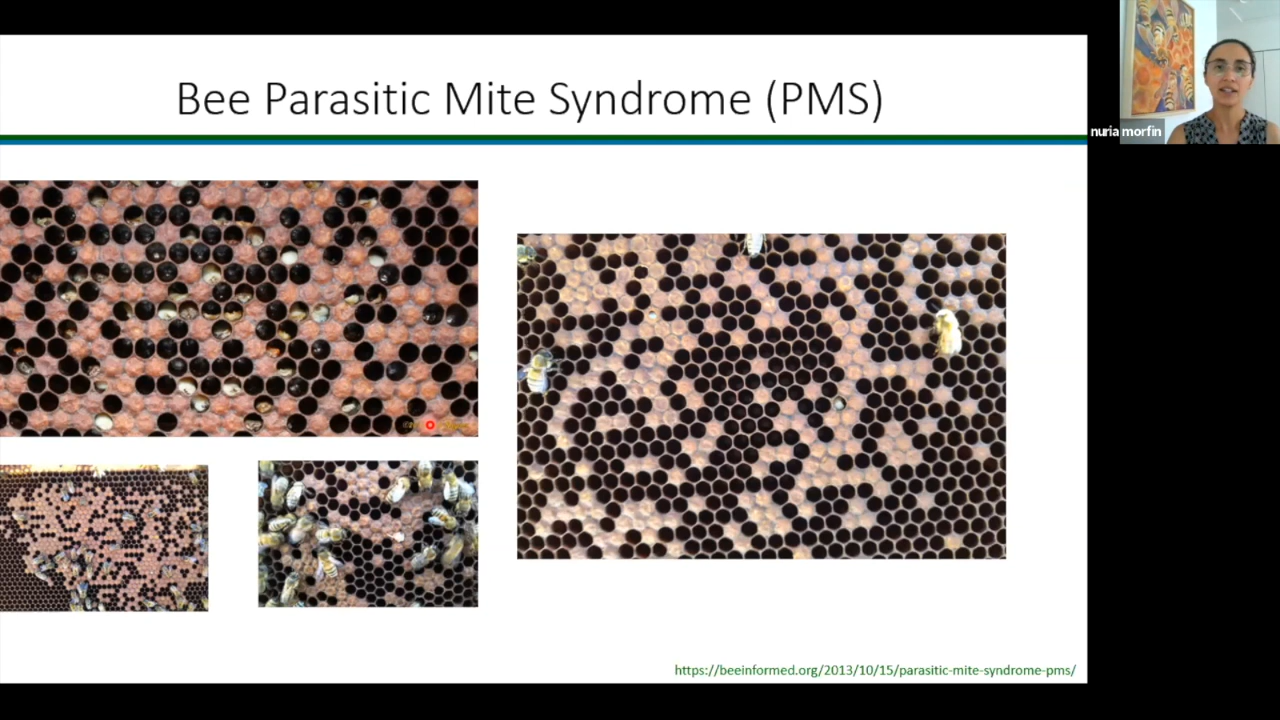 Bee Parasitic Mite Syndrome (PMS)
nuria morfin
https://beeinformed.org/2013/10/15/parasitic-mite-syndrome-pms/